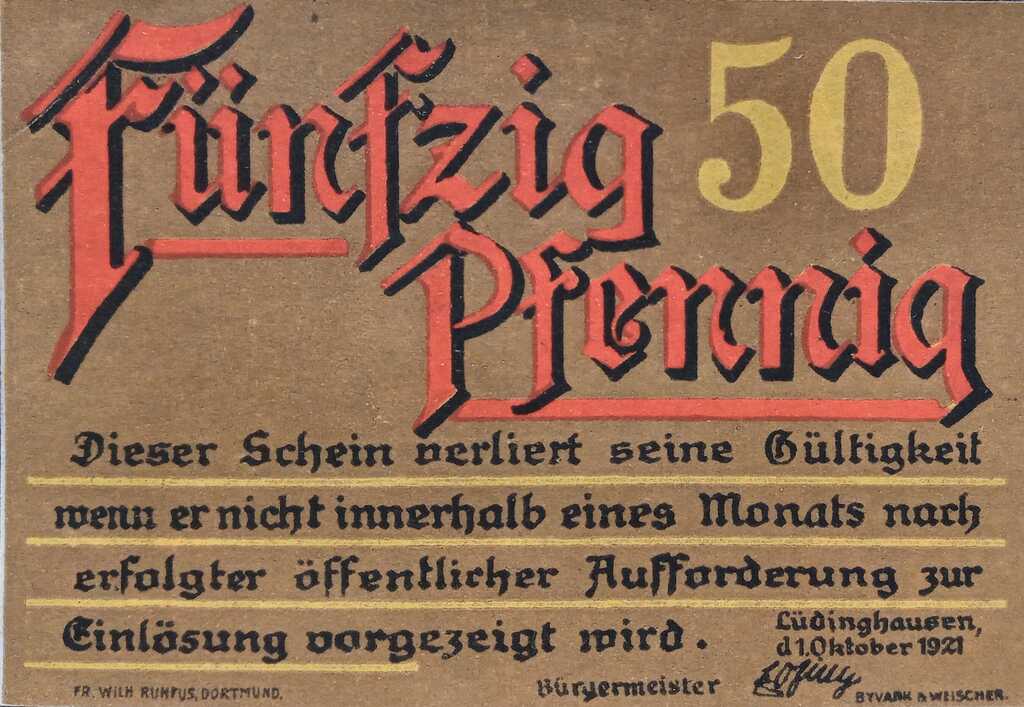 Fünfzig 50
Pfennig
Dieser Schein verliert seine Gültigkeit
wenn er nicht innerhalb eines Monats nach
erfolgter öffentlicher Aufforderung zur
Einlösung vorgezeigt wird.
Lüdinghausen,
d 1. Oktober 1921
FR. WILH RUHFUS, DORTMUND.
Bürgermeister
BYVANK & WEISCHER.